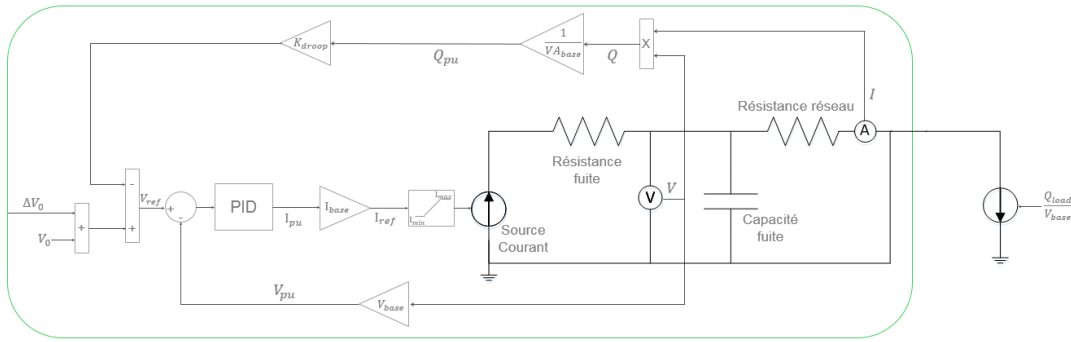 K_droop
Q_pu
1
VA_base
Q
X
I
Résistance réseau
A
Résistance
fuite
V
V
Capacité
fuite
ΔV_0
V_0
+
-
+
V_ref
+
-
PID
I_pu
I_base
I_ref
I_max
I_min
Source
Courant
Q_load
V_base
V_pu
V_base